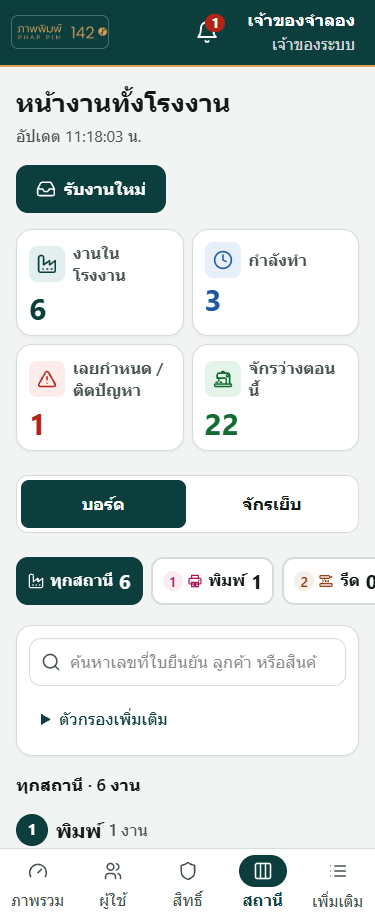 ภาพพิมพ์ 142
PHAP PIM
1
เจ้าของจำลอง
เจ้าของระบบ
หน้างานทั้งโรงงาน
อัปเดต 11:18:03 น.
รับงานใหม่
งานใน
โรงงาน
6
กำลังทำ
3
เลยกำหนด /
ติดปัญหา
1
จักรว่างตอน
นี้
22
บอร์ด
จักรเย็บ
ทุกสถานี 6
1 พิมพ์ 1
2 รีด 0
ค้นหาเลขที่ใบยืนยัน ลูกค้า หรือสินค้
ตัวกรองเพิ่มเติม
ทุกสถานี · 6 งาน
1 พิมพ์ 1 งาน
ภาพรวม
ผู้ใช้
สิทธิ์
สถานี
เพิ่มเติม